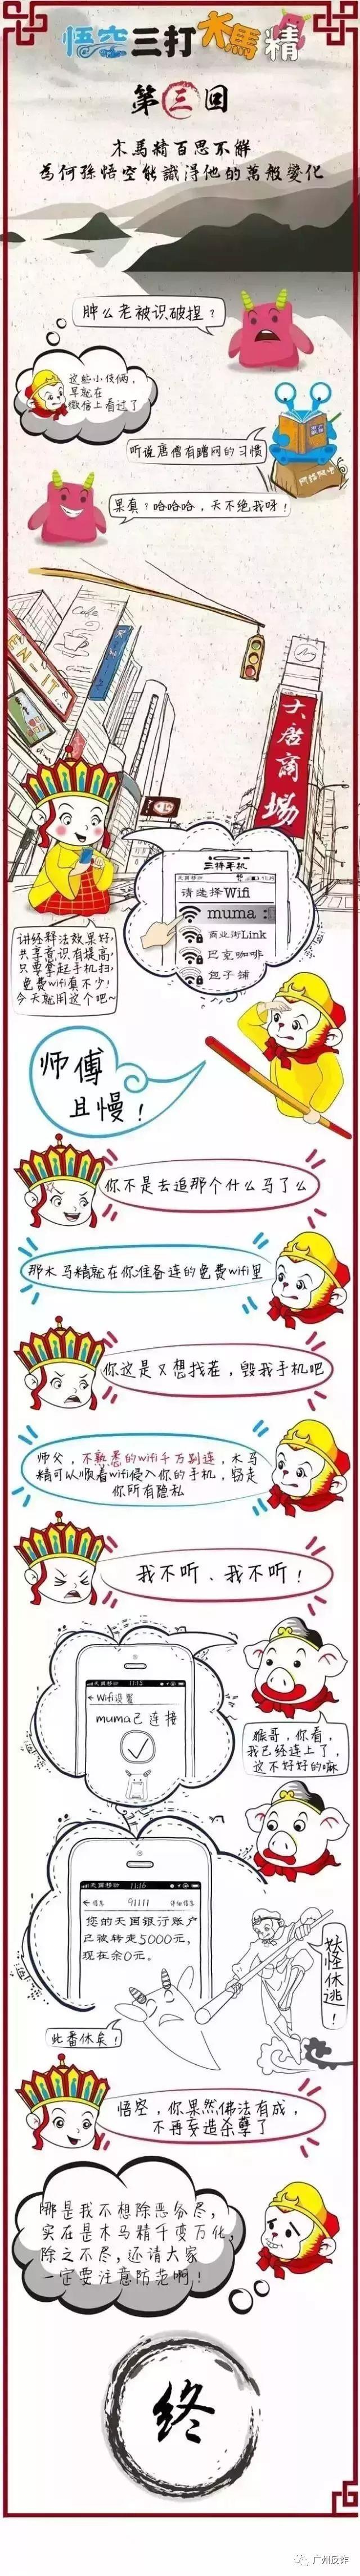 悟空三打木馬精
第三回
木馬精百思不解
為何孫悟空能識得他的萬般變化
肿么老被识破捏？
这些小伎俩，
早就在
微信上看过了
听说唐僧有蹭网的习惯
果真？哈哈哈，天不绝我呀！
Cafe
大唐商场
三神手机
请选择Wifi
muma
商业街Link
巴克咖啡
包子铺
讲经释法效果好，
共享意识有提高，
只要拿起手机扫，
免费wifi真不少！
今天就用这个吧~
师傅
且慢！
你不是去追那个什么马了么
那木马精就在你准备连的免费wifi里
你这是又想找茬，毁我手机吧
师父，不熟悉的wifi千万别连，木马
精可以顺着wifi侵入你的手机，窃走
你所有隐私
我不听、我不听！
11:15
Wifi设置
muma已连接
猴哥，你看，
我已经连上了，
这不好好的嘛
11:16
91111
您的天国银行账户
已被转走5000元，
现在余0元。
妖怪休逃！
此番休矣！
悟空，你果然佛法有成，
不再妄造杀孽了
哪是我不想除恶务尽，
实在是木马精千变万化，
除之不尽，还请大家
一定要注意防范啊！
终
广州反诈